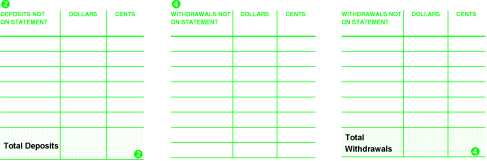 2
DEPOSITS NOT ON STATEMENT
DOLLARS
CENTS
Total Deposits
2
4
WITHDRAWALS NOT ON STATEMENT
DOLLARS
CENTS
WITHDRAWALS NOT ON STATEMENT
DOLLARS
CENTS
Total
Withdrawals
4